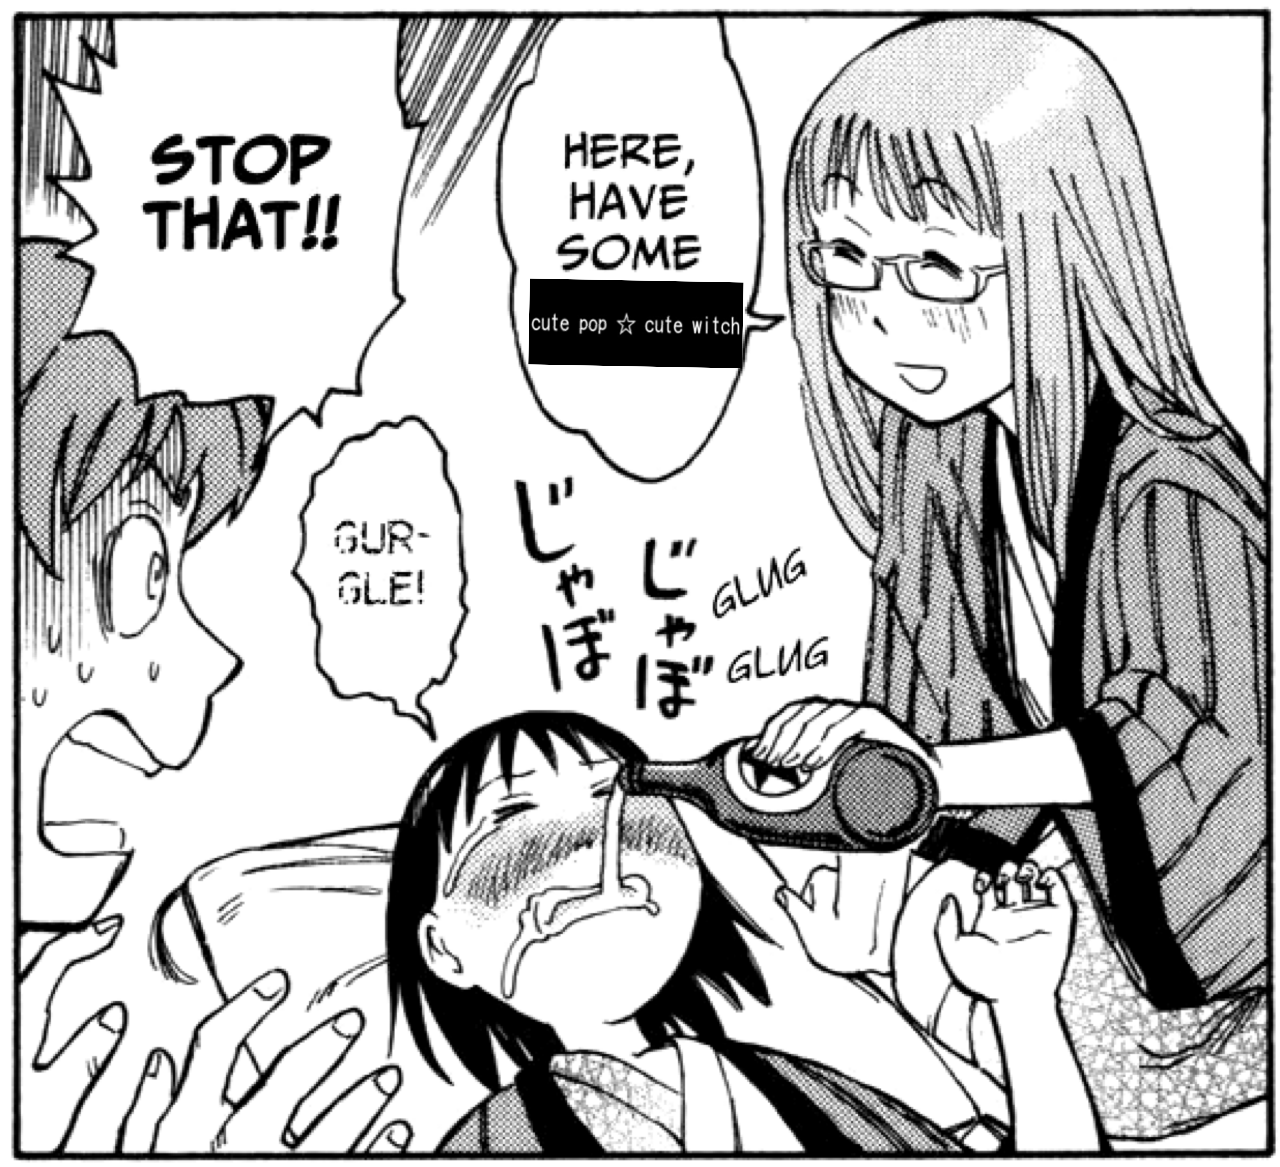 STOP
THAT!!
HERE,
HAVE
SOME
cute pop ☆ cute witch
GUR-
GLE!
じゃぼ
じゃぼ
GLUG
GLUG